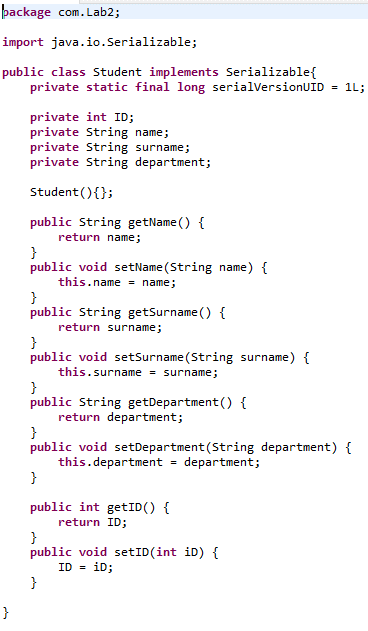 package com.Lab2;
import java.io.Serializable;
public class Student implements Serializable{
    private static final long serialVersionUID = 1L;
    private int ID;
    private String name;
    private String surname;
    private String department;
    Student(){};
    public String getName() {
        return name;
    }
    public void setName(String name) {
        this.name = name;
    }
    public String getSurname() {
        return surname;
    }
    public void setSurname(String surname) {
        this.surname = surname;
    }
    public String getDepartment() {
        return department;
    }
    public void setDepartment(String department) {
        this.department = department;
    }
    public int getID() {
        return ID;
    }
    public void setID(int iD) {
        ID = iD;
    }
}